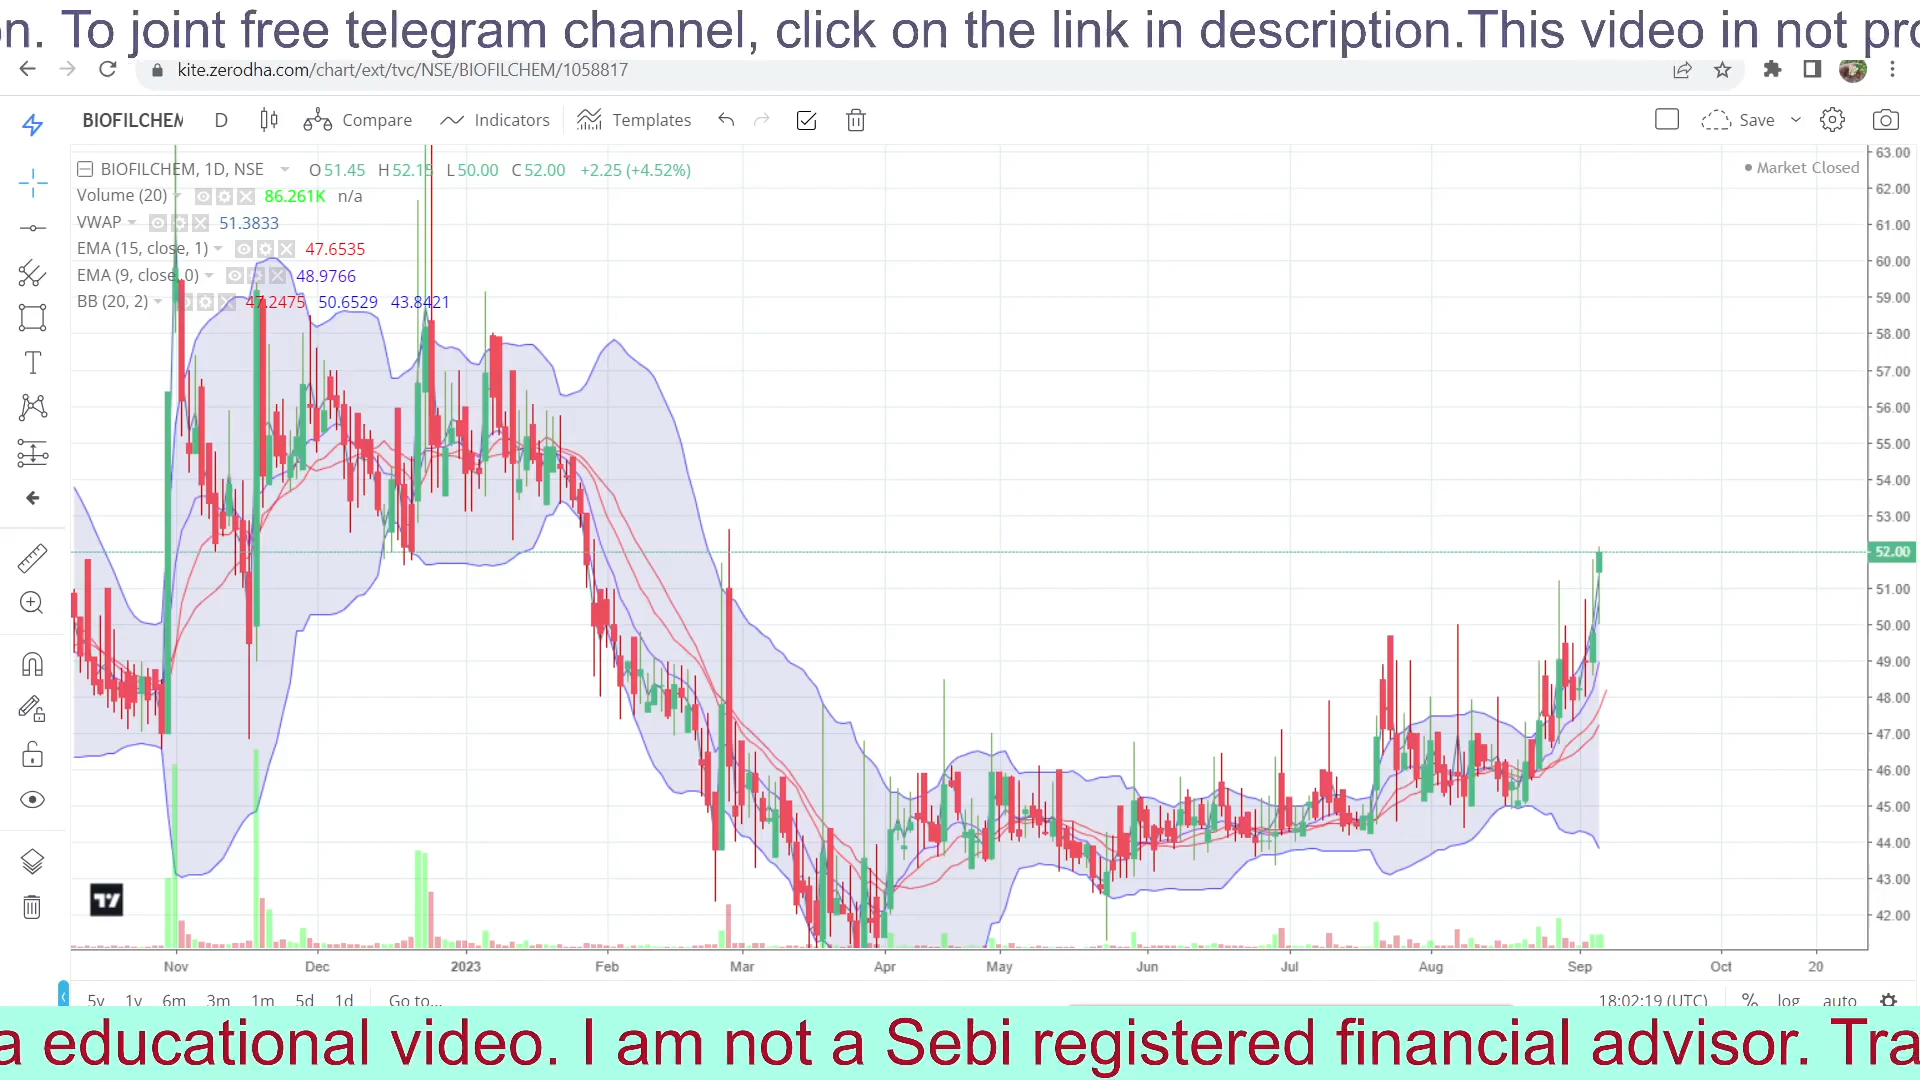 on. To joint free telegram channel, click on the link in description.This video in not pro
kite.zerodha.com/chart/ext/tvc/NSE/BIOFILCHEM/1058817
BIOFILCHEM D Compare Indicators Templates Save
BIOFILCHEM, 1D, NSE O51.45 H52.15 L50.00 C52.00 +2.25 (+4.52%)
Market Closed
Volume (20) 86.261K n/a
VWAP 51.3833
EMA (15, close, 1) 47.6535
EMA (9, close, 0) 48.9766
BB (20, 2) 47.2475 50.6529 43.8421
63.00
62.00
61.00
60.00
59.00
58.00
57.00
56.00
55.00
54.00
53.00
52.00
51.00
50.00
49.00
48.00
47.00
46.00
45.00
44.00
43.00
42.00
Nov Dec 2023 Feb Mar Apr May Jun Jul Aug Sep Oct 20
5y 1y 6m 3m 1m 5d 1d Go to... 18:02:19 (UTC) % log auto
a educational video. I am not a Sebi registered financial advisor. Tra